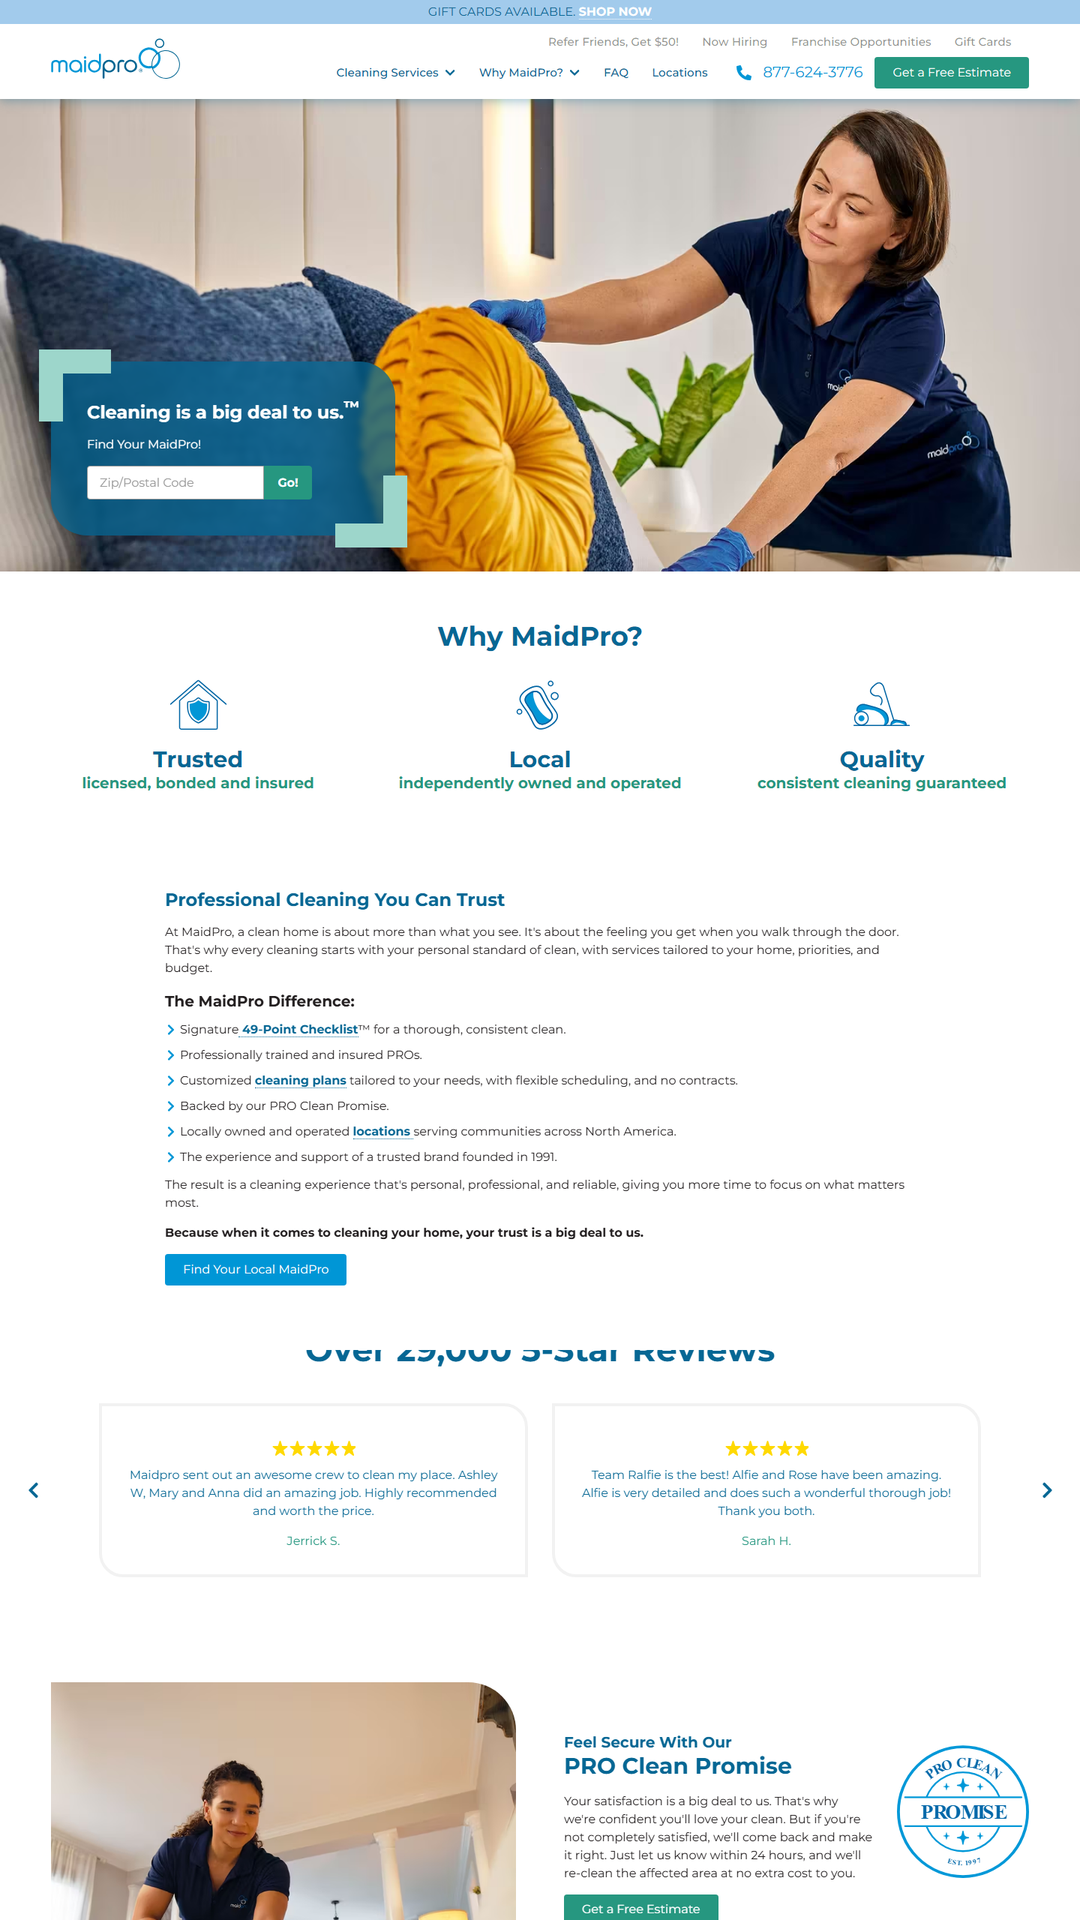 GIFT CARDS AVAILABLE. SHOP NOW
Refer Friends, Get $50! Now Hiring Franchise Opportunities Gift Cards
maidpro
Cleaning Services Why MaidPro? FAQ Locations 877-624-3776 Get a Free Estimate
maidpro
Cleaning is a big deal to us.™
Find Your MaidPro!
Zip/Postal Code Go!
Why MaidPro?
Trusted
licensed, bonded and insured
Local
independently owned and operated
Quality
consistent cleaning guaranteed
Professional Cleaning You Can Trust
At MaidPro, a clean home is about more than what you see. It's about the feeling you get when you walk through the door.
That's why every cleaning starts with your personal standard of clean, with services tailored to your home, priorities, and
budget.
The MaidPro Difference:
Signature 49-Point Checklist™ for a thorough, consistent clean.
Professionally trained and insured PROs.
Customized cleaning plans tailored to your needs, with flexible scheduling, and no contracts.
Backed by our PRO Clean Promise.
Locally owned and operated locations serving communities across North America.
The experience and support of a trusted brand founded in 1991.
The result is a cleaning experience that's personal, professional, and reliable, giving you more time to focus on what matters
most.
Because when it comes to cleaning your home, your trust is a big deal to us.
Find Your Local MaidPro
Over 29,000 5-Star Reviews
Maidpro sent out an awesome crew to clean my place. Ashley
W, Mary and Anna did an amazing job. Highly recommended
and worth the price.
Jerrick S.
Team Ralfie is the best! Alfie and Rose have been amazing.
Alfie is very detailed and does such a wonderful thorough job!
Thank you both.
Sarah H.
Feel Secure With Our
PRO Clean Promise
Your satisfaction is a big deal to us. That's why
we're confident you'll love your clean. But if you're
not completely satisfied, we'll come back and make
it right. Just let us know within 24 hours, and we'll
re-clean the affected area at no extra cost to you.
Get a Free Estimate
PRO CLEAN
PROMISE
EST. 1997